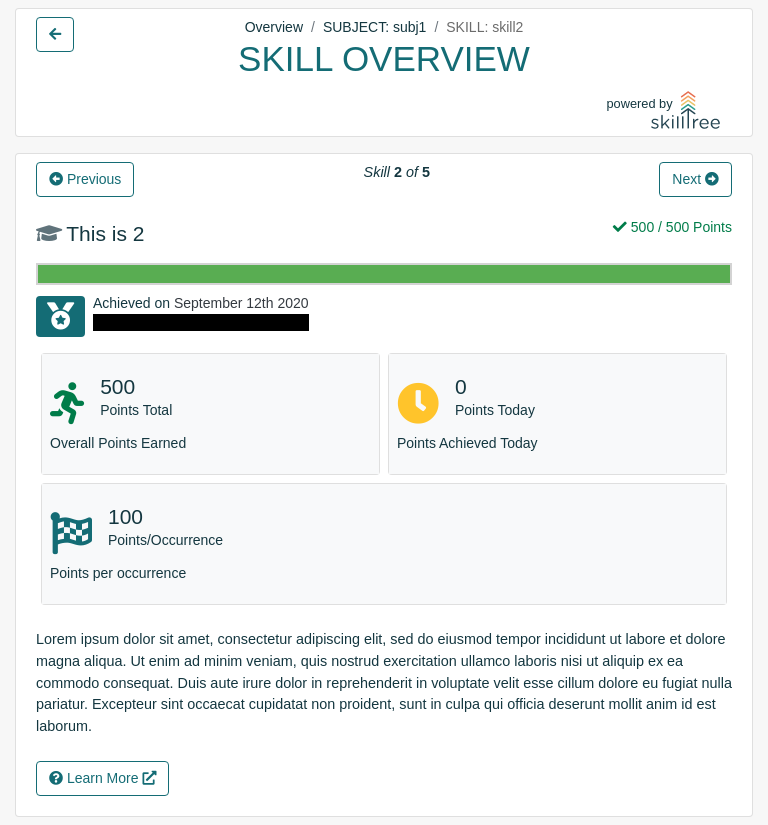 Overview / SUBJECT: subj1 / SKILL: skill2
SKILL OVERVIEW
powered by
skilltree
Previous
Skill 2 of 5
Next
This is 2
500 / 500 Points
Achieved on September 12th 2020
500
Points Total
Overall Points Earned
0
Points Today
Points Achieved Today
100
Points/Occurrence
Points per occurrence
Lorem ipsum dolor sit amet, consectetur adipiscing elit, sed do eiusmod tempor incididunt ut labore et dolore
magna aliqua. Ut enim ad minim veniam, quis nostrud exercitation ullamco laboris nisi ut aliquip ex ea
commodo consequat. Duis aute irure dolor in reprehenderit in voluptate velit esse cillum dolore eu fugiat nulla
pariatur. Excepteur sint occaecat cupidatat non proident, sunt in culpa qui officia deserunt mollit anim id est
laborum.
Learn More